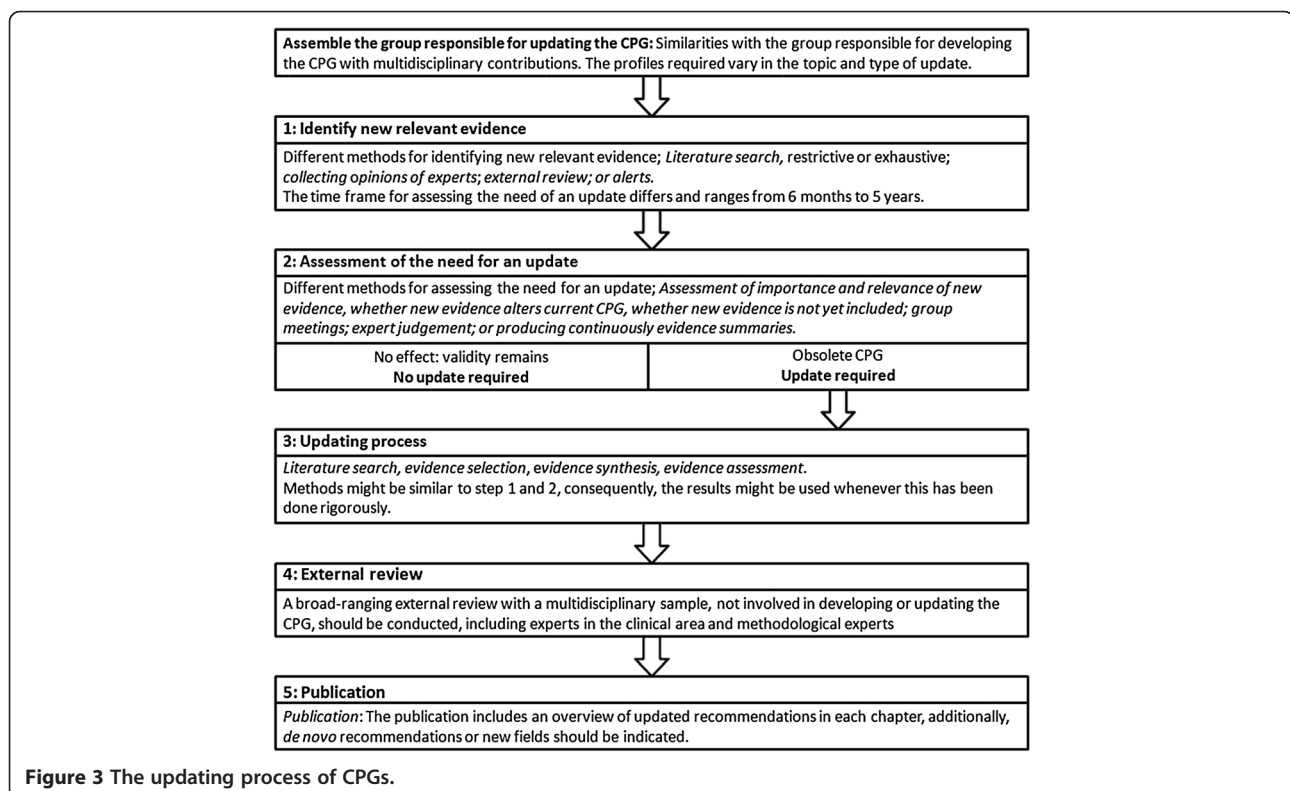 Assemble the group responsible for updating the CPG: Similarities with the group responsible for developing
the CPG with multidisciplinary contributions. The profiles required vary in the topic and type of update.
1: Identify new relevant evidence
Different methods for identifying new relevant evidence; Literature search, restrictive or exhaustive;
collecting opinions of experts; external review; or alerts.
The time frame for assessing the need of an update differs and ranges from 6 months to 5 years.
2: Assessment of the need for an update
Different methods for assessing the need for an update; Assessment of importance and relevance of new
evidence, whether new evidence alters current CPG, whether new evidence is not yet included; group
meetings; expert judgement; or producing continuously evidence summaries.
No effect: validity remains
No update required
Obsolete CPG
Update required
3: Updating process
Literature search, evidence selection, evidence synthesis, evidence assessment.
Methods might be similar to step 1 and 2, consequently, the results might be used whenever this has been
done rigorously.
4: External review
A broad-ranging external review with a multidisciplinary sample, not involved in developing or updating the
CPG, should be conducted, including experts in the clinical area and methodological experts
5: Publication
Publication: The publication includes an overview of updated recommendations in each chapter, additionally,
de novo recommendations or new fields should be indicated.
Figure 3 The updating process of CPGs.